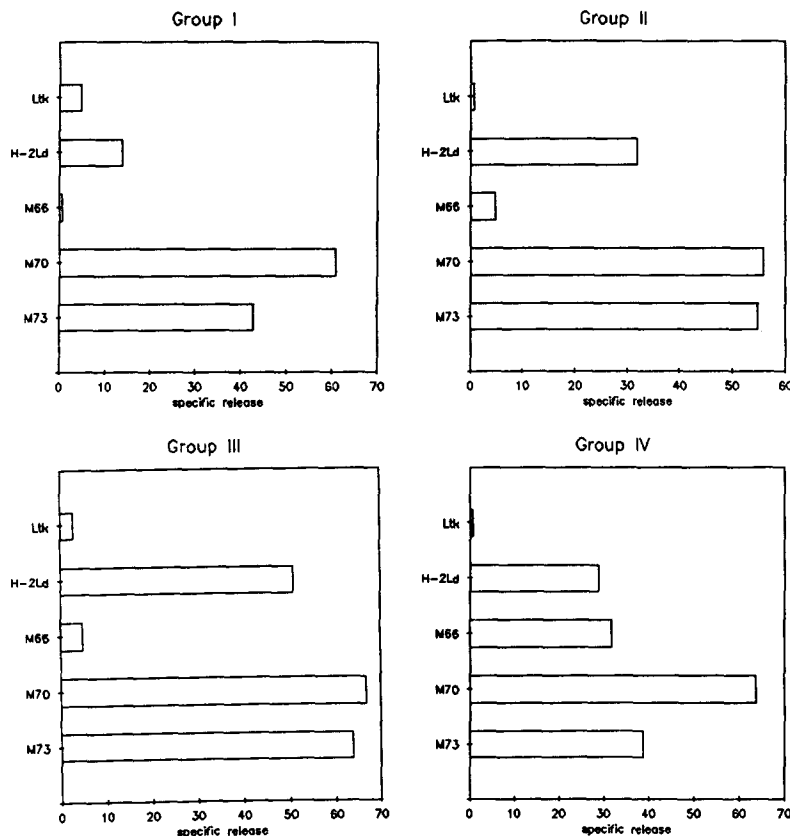 Group I
Ltk
H-2Ld
M66
M70
M73
0 10 20 30 40 50 60 70
specific release
Group II
Ltk
H-2Ld
M66
M70
M73
0 10 20 30 40 50 60
specific release
Group III
Ltk
H-2Ld
M66
M70
M73
0 10 20 30 40 50 60 70
specific release
Group IV
Ltk
H-2Ld
M66
M70
M73
0 10 20 30 40 50 60 70
specific release